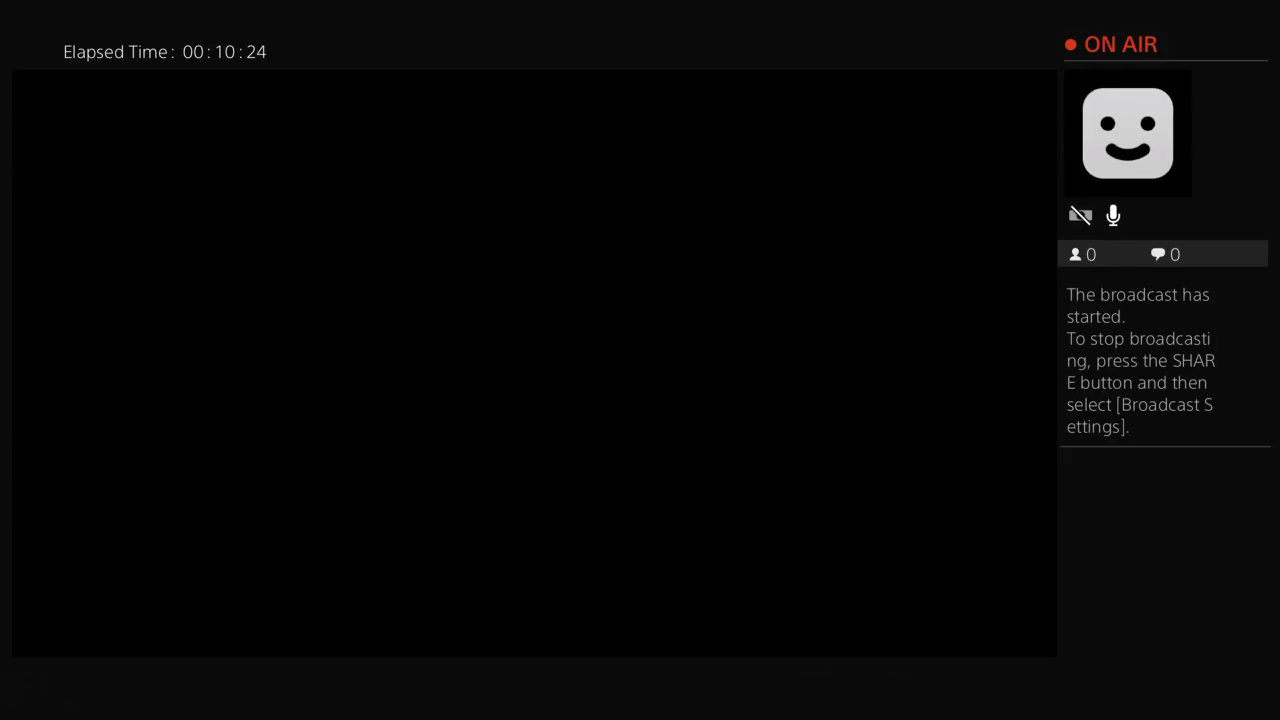 Elapsed Time: 00:10:24
ON AIR
0 0
The broadcast has
started.
To stop broadcasti
ng, press the SHAR
E button and then
select [Broadcast S
ettings].